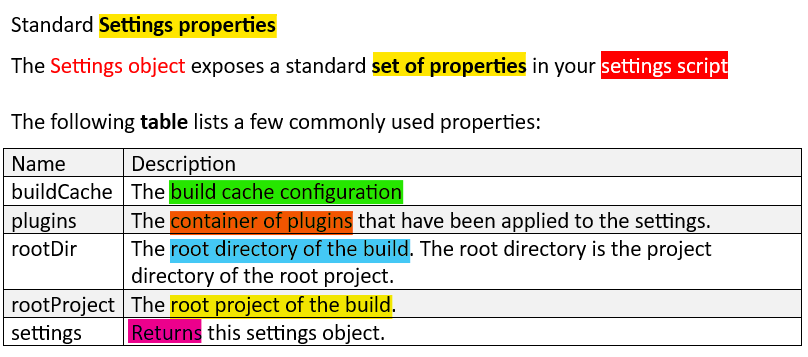 Standard Settings properties
The Settings object exposes a standard set of properties in your settings script
The following table lists a few commonly used properties:
Name Description
buildCache The build cache configuration
plugins The container of plugins that have been applied to the settings.
rootDir The root directory of the build. The root directory is the project
directory of the root project.
rootProject The root project of the build.
settings Returns this settings object.